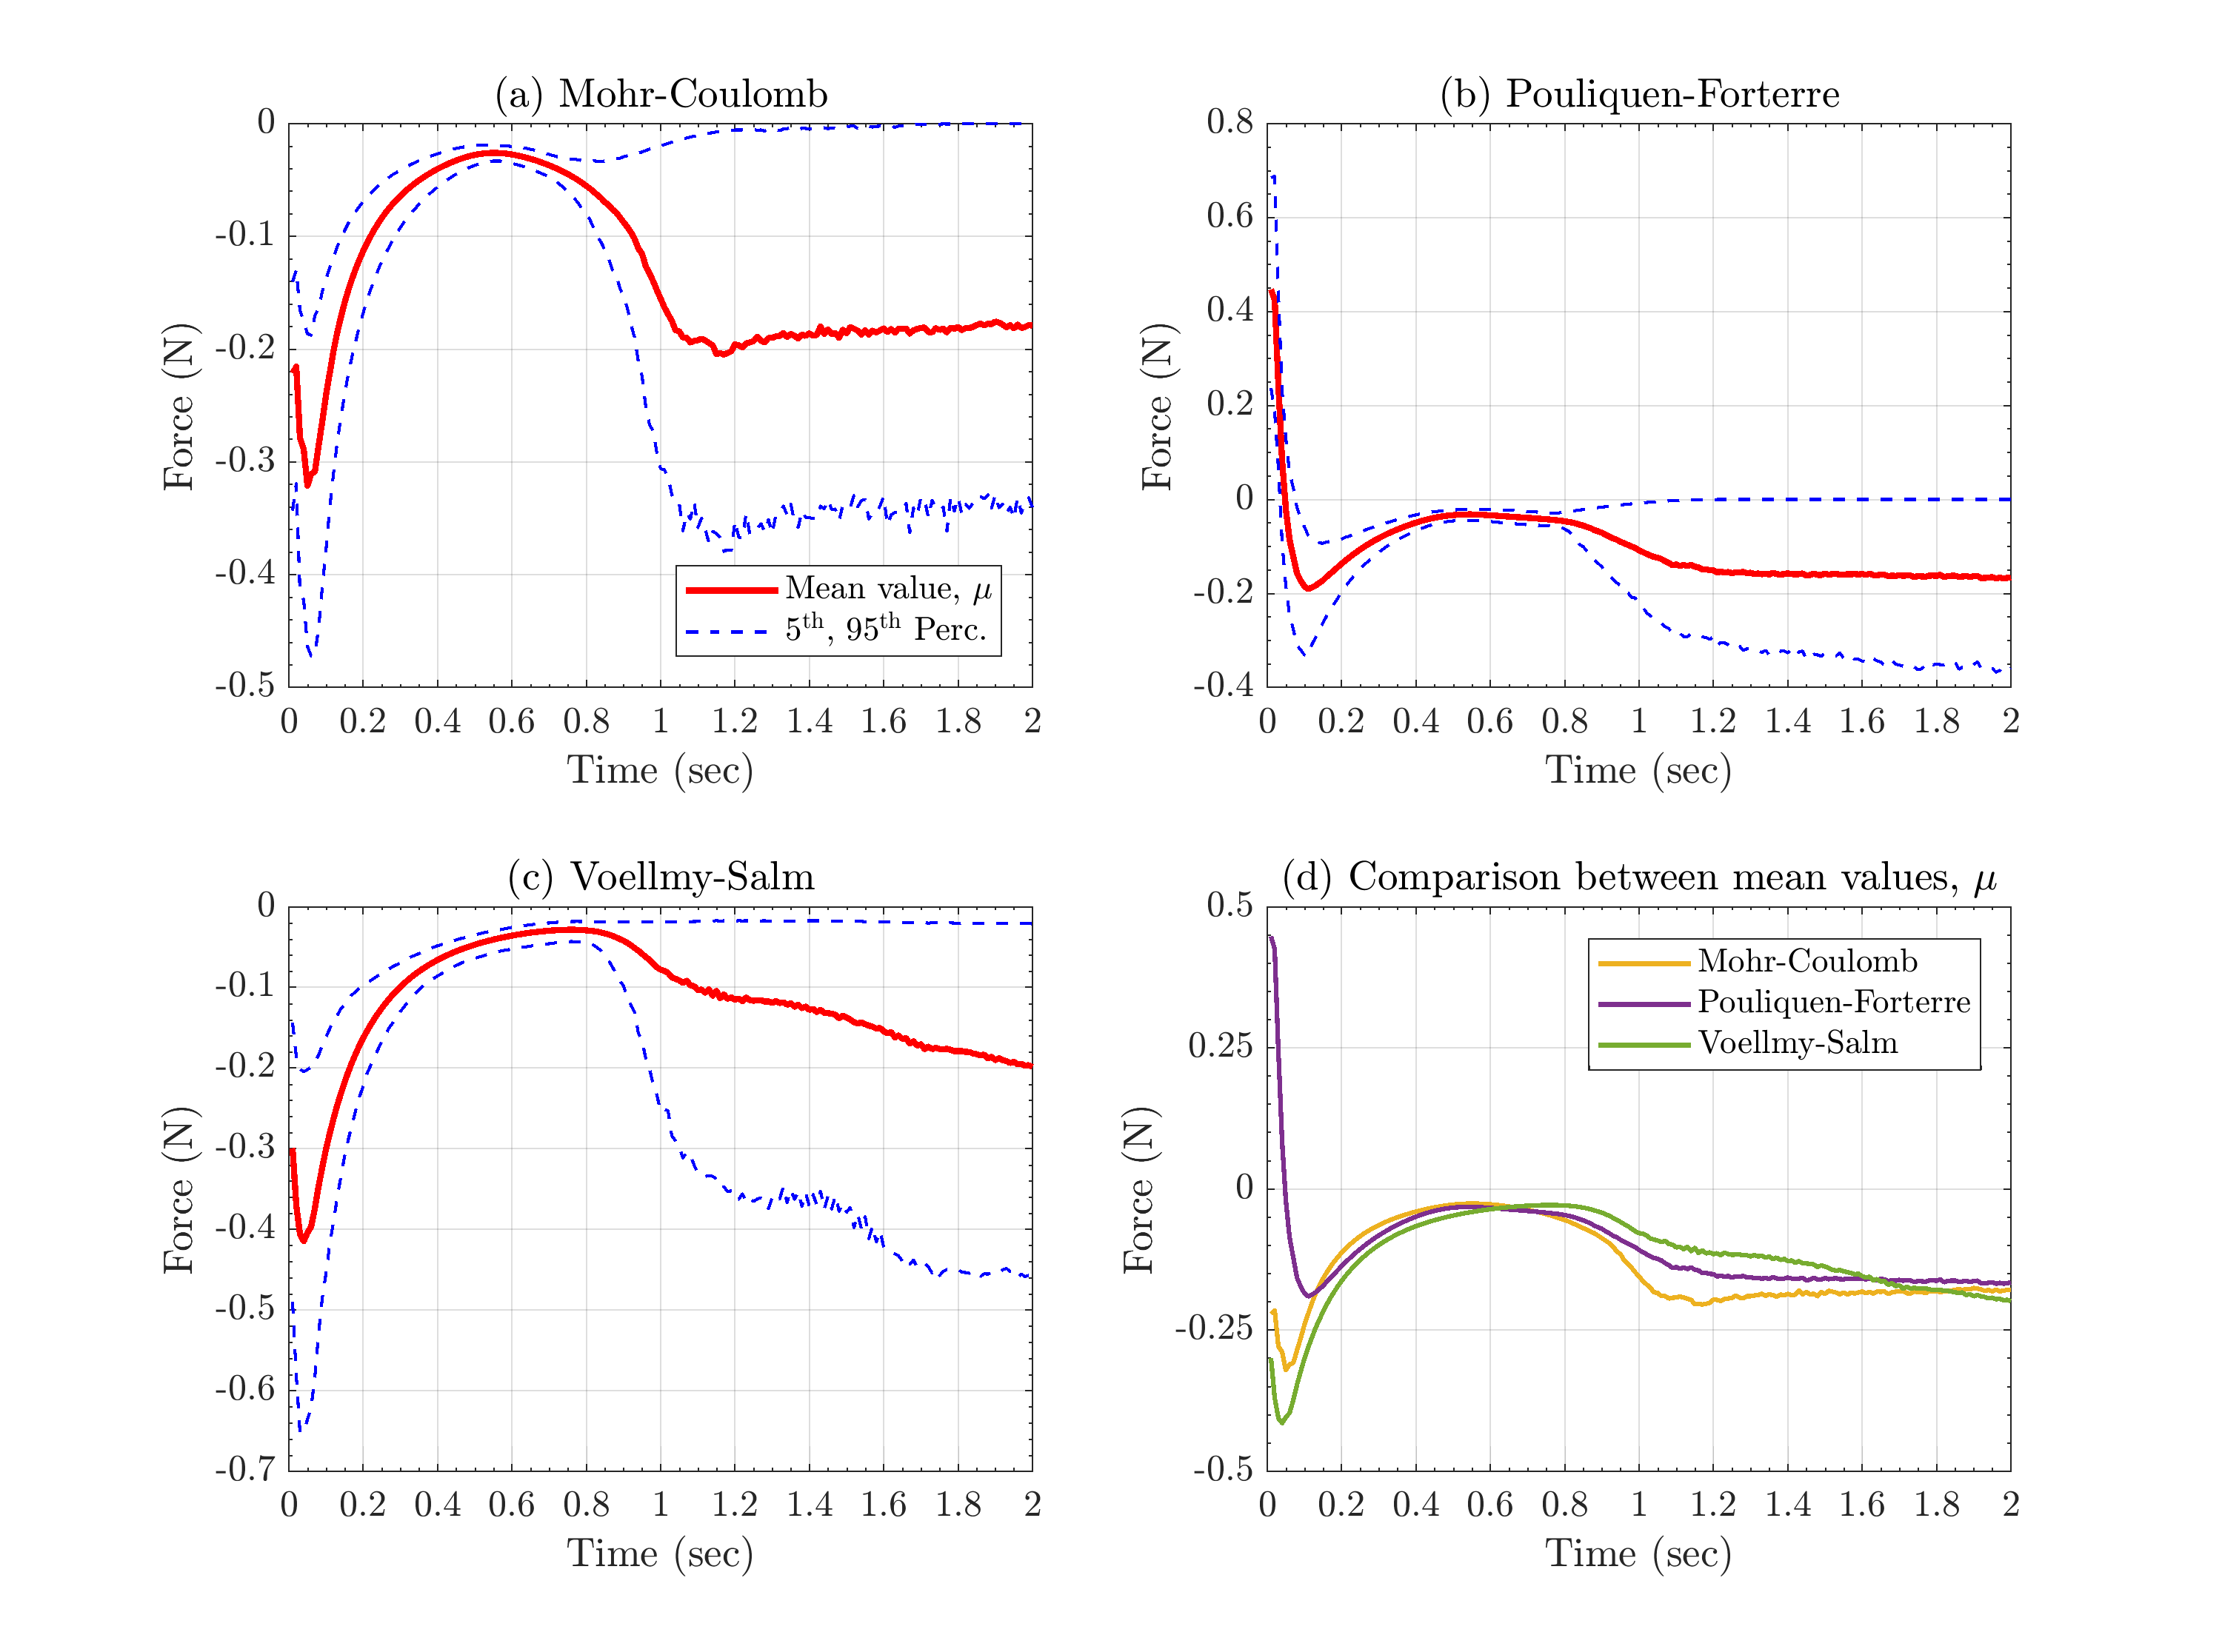 (a) Mohr-Coulomb
0
-0.1
-0.2
-0.3
-0.4
-0.5
Force (N)
Mean value, μ
5th, 95th Perc.
0 0.2 0.4 0.6 0.8 1 1.2 1.4 1.6 1.8 2
Time (sec)
(b) Pouliquen-Forterre
0.8
0.6
0.4
0.2
0
-0.2
-0.4
Force (N)
0 0.2 0.4 0.6 0.8 1 1.2 1.4 1.6 1.8 2
Time (sec)
(c) Voellmy-Salm
0
-0.1
-0.2
-0.3
-0.4
-0.5
-0.6
-0.7
Force (N)
0 0.2 0.4 0.6 0.8 1 1.2 1.4 1.6 1.8 2
Time (sec)
(d) Comparison between mean values, μ
0.5
0.25
0
-0.25
-0.5
Force (N)
Mohr-Coulomb
Pouliquen-Forterre
Voellmy-Salm
0 0.2 0.4 0.6 0.8 1 1.2 1.4 1.6 1.8 2
Time (sec)